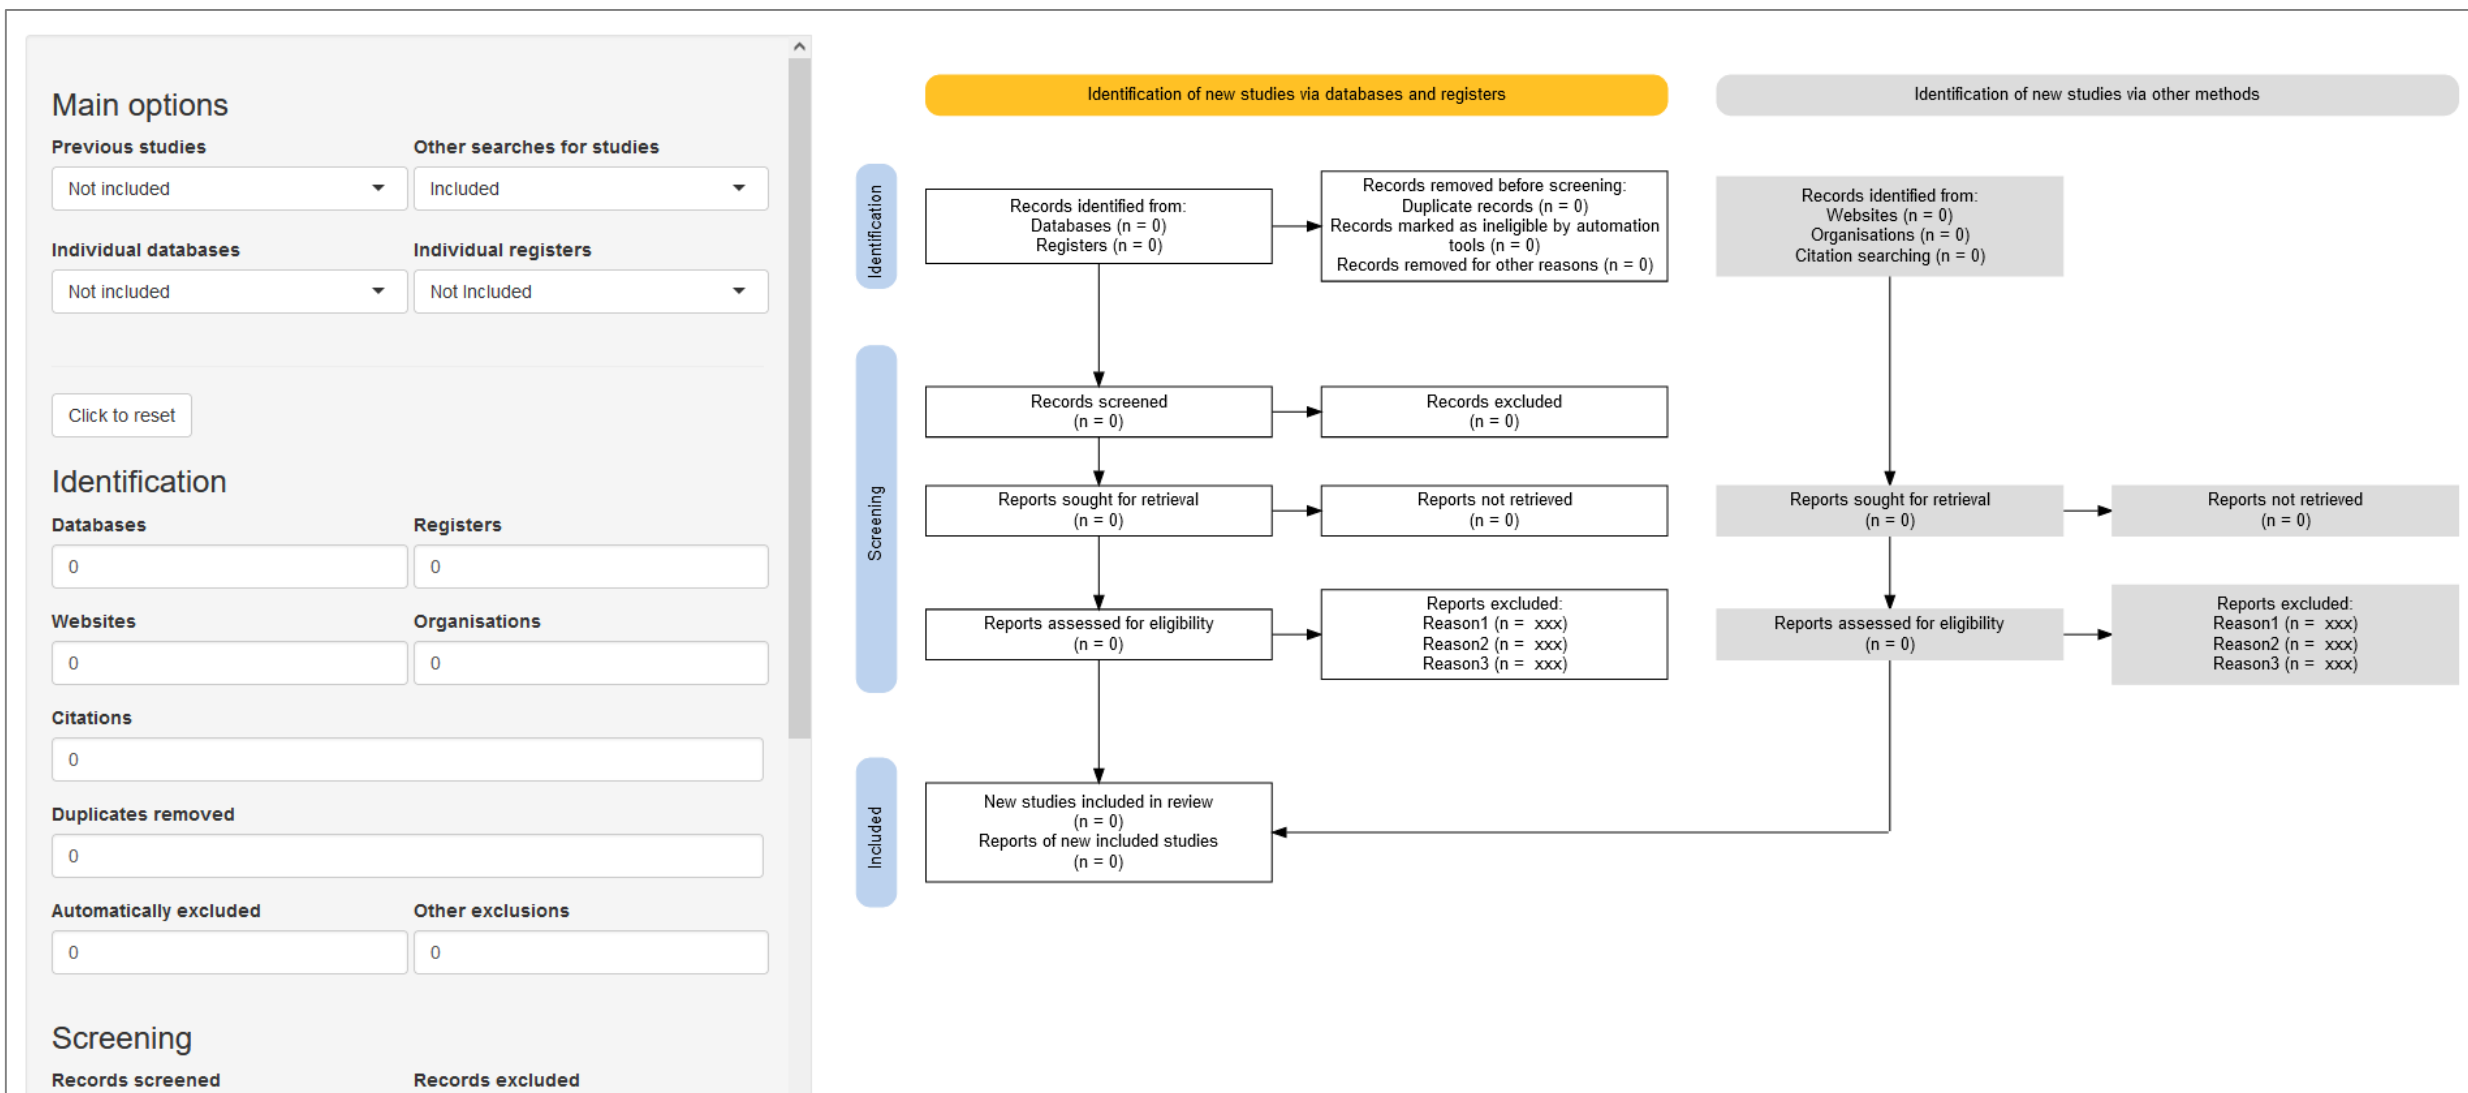 Main options
Previous studies
Other searches for studies
Not included
Included
Individual databases
Individual registers
Not included
Not Included
Click to reset
Identification
Databases
Registers
0
0
Websites
Organisations
0
0
Citations
0
Duplicates removed
0
Automatically excluded
Other exclusions
0
0
Screening
Records screened
Records excluded
Identification of new studies via databases and registers
Identification of new studies via other methods
Identification
Records identified from:
Databases (n = 0)
Registers (n = 0)
Records removed before screening:
Duplicate records (n = 0)
Records marked as ineligible by automation
tools (n = 0)
Records removed for other reasons (n = 0)
Records identified from:
Websites (n = 0)
Organisations (n = 0)
Citation searching (n = 0)
Screening
Records screened
(n = 0)
Records excluded
(n = 0)
Reports sought for retrieval
(n = 0)
Reports not retrieved
(n = 0)
Reports sought for retrieval
(n = 0)
Reports not retrieved
(n = 0)
Reports assessed for eligibility
(n = 0)
Reports excluded:
Reason1 (n = xxx)
Reason2 (n = xxx)
Reason3 (n = xxx)
Reports assessed for eligibility
(n = 0)
Reports excluded:
Reason1 (n = xxx)
Reason2 (n = xxx)
Reason3 (n = xxx)
Included
New studies included in review
(n = 0)
Reports of new included studies
(n = 0)